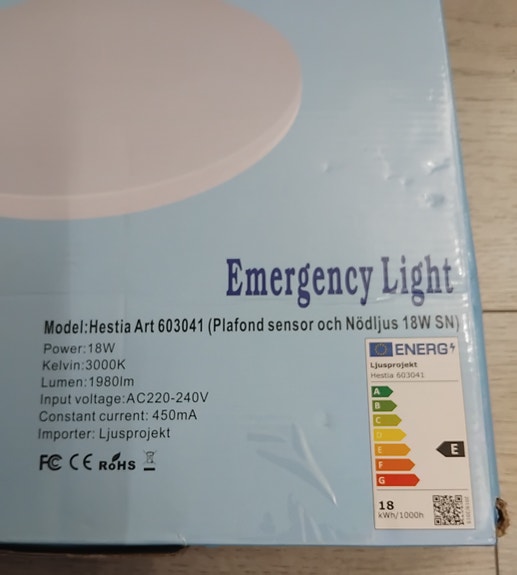 Emergency Light
Model:Hestia Art 603041 (Plafond sensor och Nödljus 18W SN)
Power:18W
Kelvin:3000K
Lumen:1980lm
Input voltage:AC220-240V
Constant current: 450mA
Importer: Ljusprojekt
FC CE RoHS
ENERG
Ljusprojekt
Hestia 603041
A
B
C
D
E
F
G
E
18
kWh/1000h